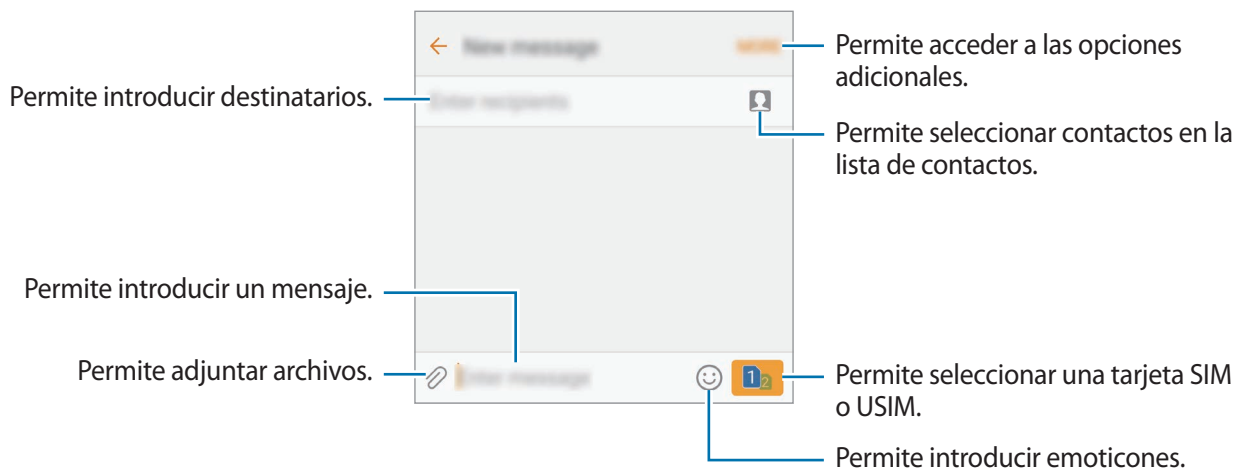 New message
MORE
Permite acceder a las opciones
adicionales.
Permite introducir destinatarios.
Enter recipients
Permite seleccionar contactos en la
lista de contactos.
Permite introducir un mensaje.
Permite adjuntar archivos.
Enter message
1
2
Permite seleccionar una tarjeta SIM
o USIM.
Permite introducir emoticones.